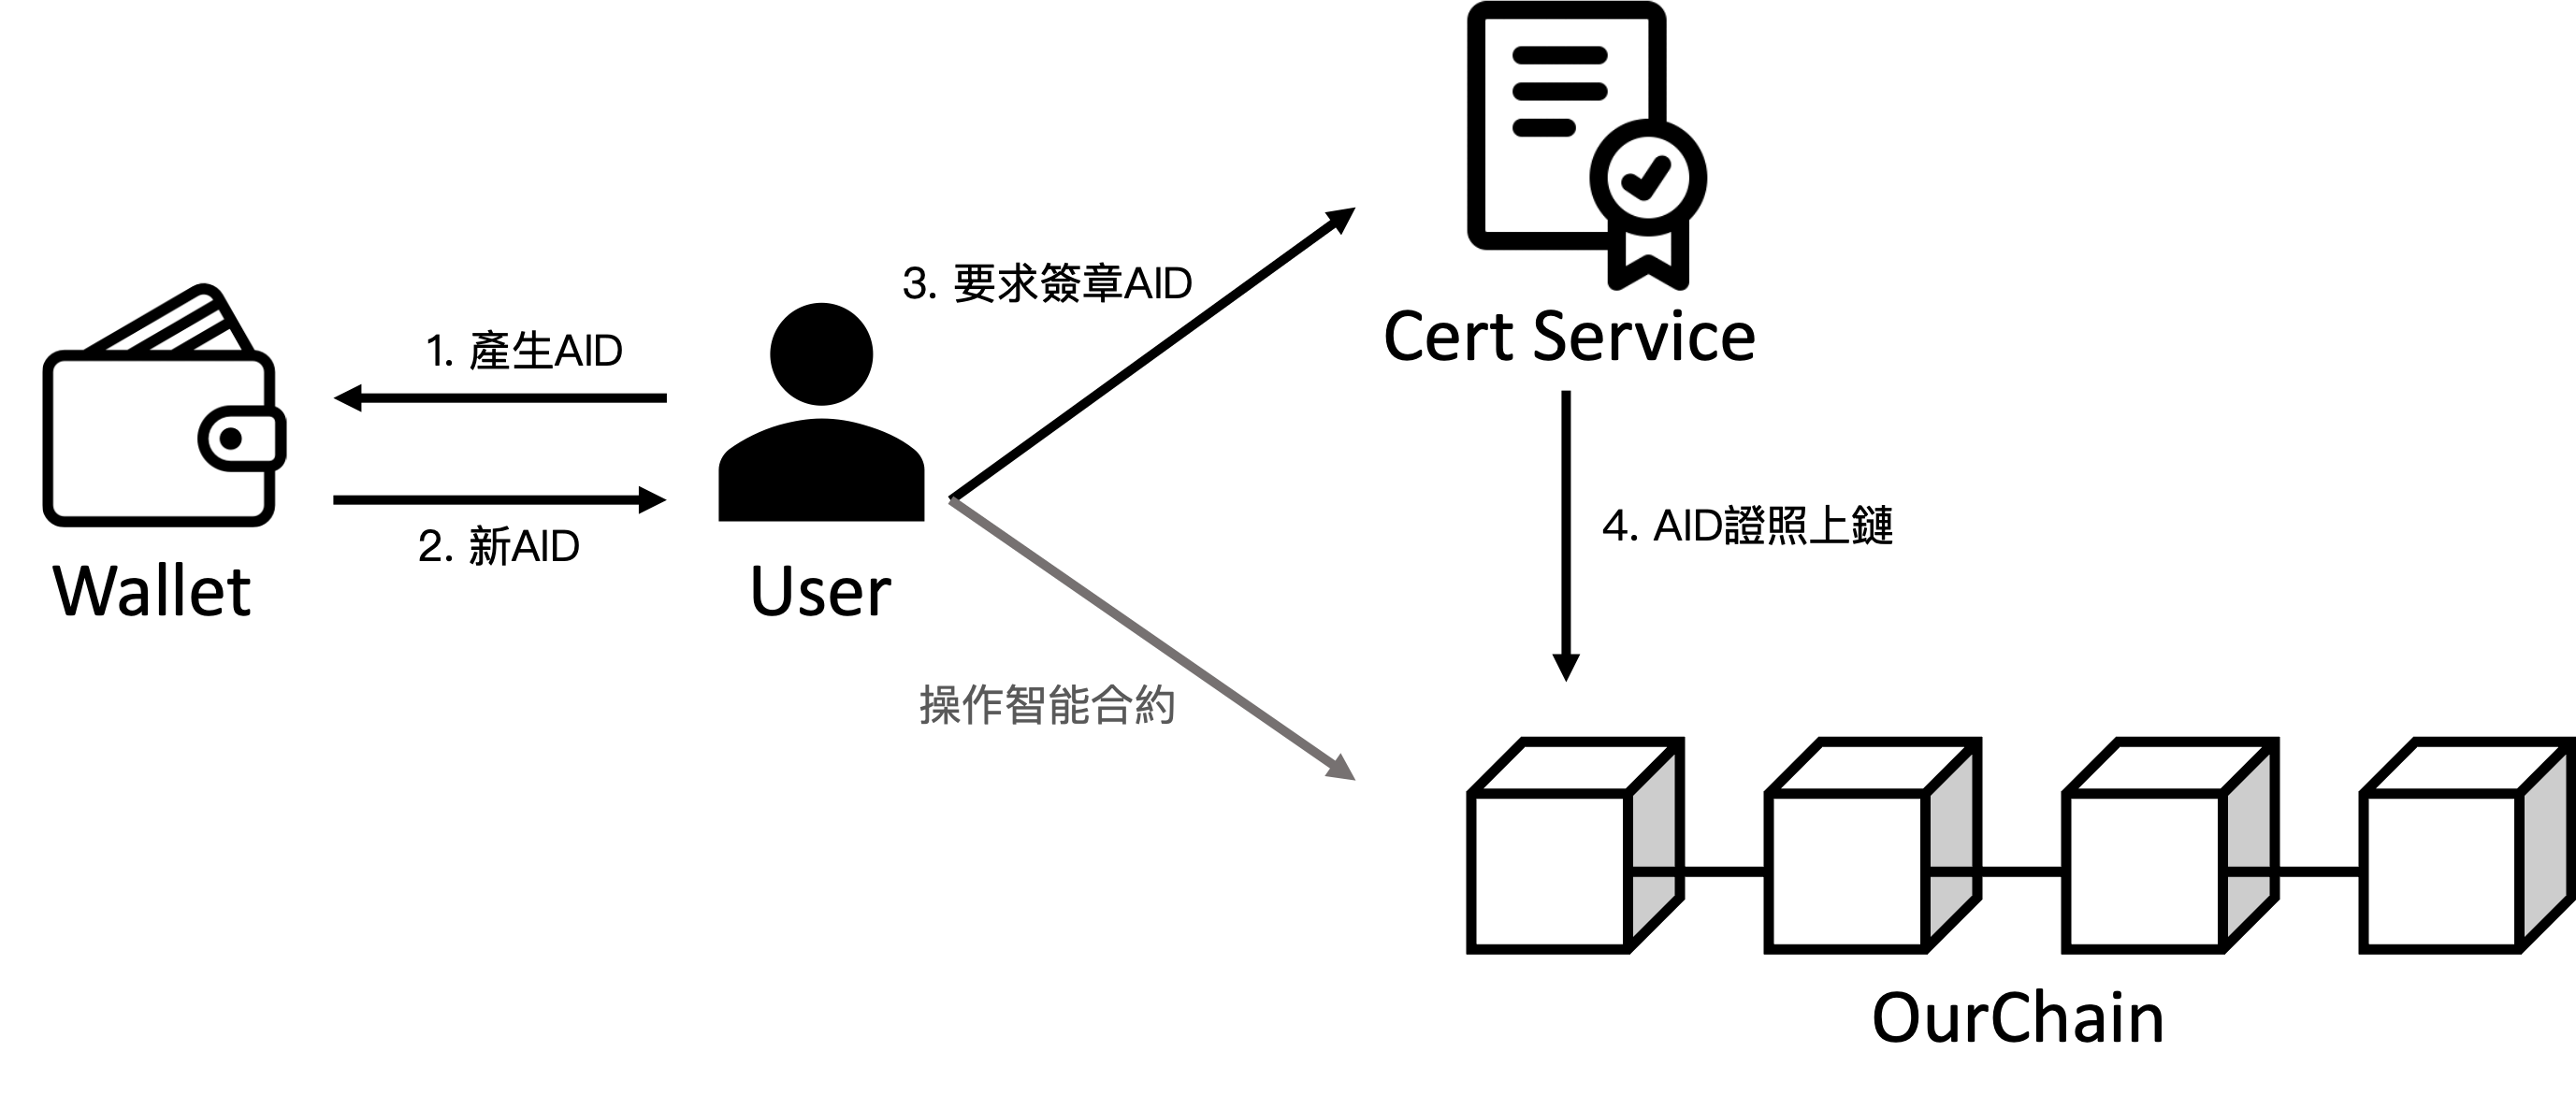 3. 要求簽章AID
Cert Service
1. 產生AID
2. 新AID
Wallet
User
4. AID證照上鏈
操作智能合約
OurChain